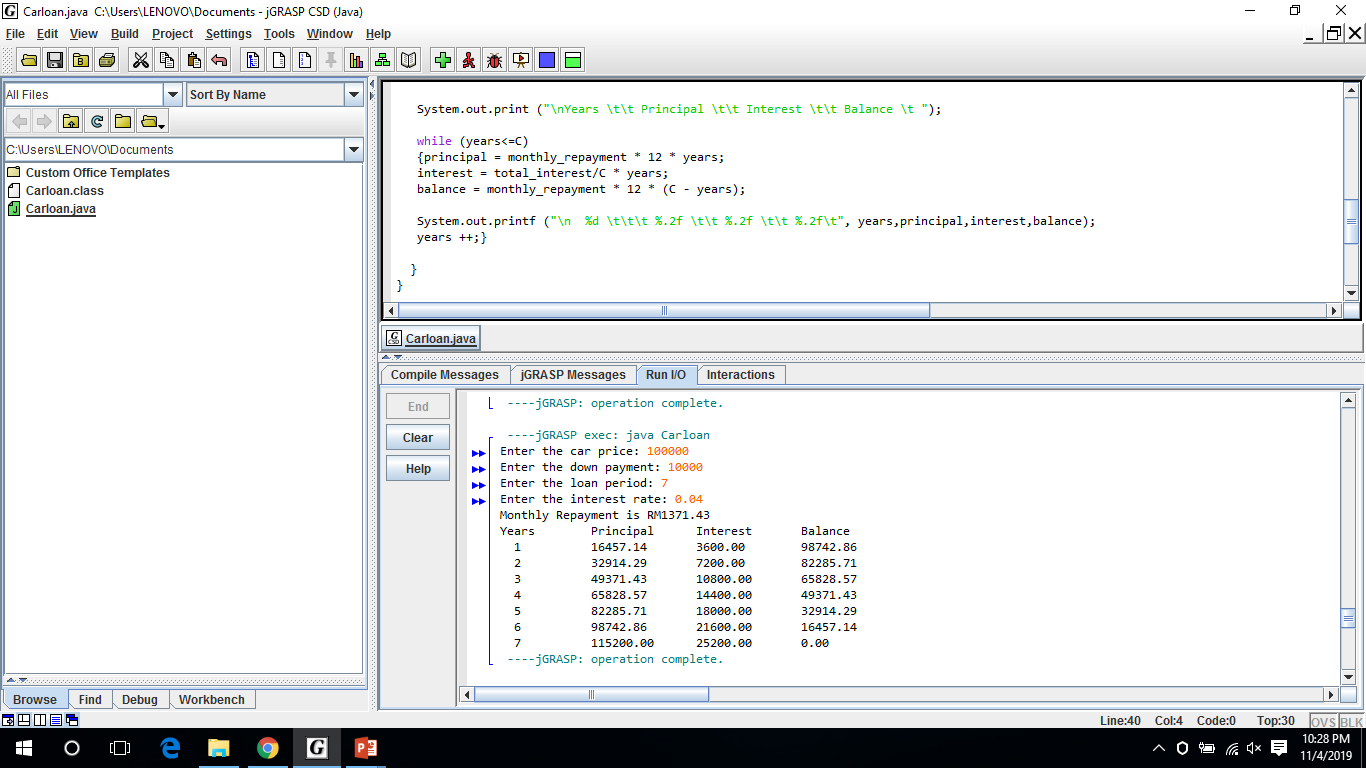 Carloan.java  C:\Users\LENOVO\Documents - jGRASP CSD (Java)
File Edit View Build Project Settings Tools Window Help
All Files
Sort By Name
C:\Users\LENOVO\Documents
Custom Office Templates
Carloan.class
Carloan.java
Browse Find Debug Workbench
System.out.print ("\nYears \t\t Principal \t\t Interest \t\t Balance \t ");
while (years<=C)
{principal = monthly_repayment * 12 * years;
interest = total_interest/C * years;
balance = monthly_repayment * 12 * (C - years);
System.out.printf ("\n  %d \t\t\t %.2f \t\t %.2f \t\t %.2f\t", years,principal,interest,balance);
years ++;}
}
}
Carloan.java
Compile Messages jGRASP Messages Run I/O Interactions
End
Clear
Help
----jGRASP: operation complete.
----jGRASP exec: java Carloan
Enter the car price: 100000
Enter the down payment: 10000
Enter the loan period: 7
Enter the interest rate: 0.04
Monthly Repayment is RM1371.43
Years Principal Interest Balance
1 16457.14 3600.00 98742.86
2 32914.29 7200.00 82285.71
3 49371.43 10800.00 65828.57
4 65828.57 14400.00 49371.43
5 82285.71 18000.00 32914.29
6 98742.86 21600.00 16457.14
7 115200.00 25200.00 0.00
----jGRASP: operation complete.
Line:40 Col:4 Code:0 Top:30 OVS BLK
10:28 PM
11/4/2019